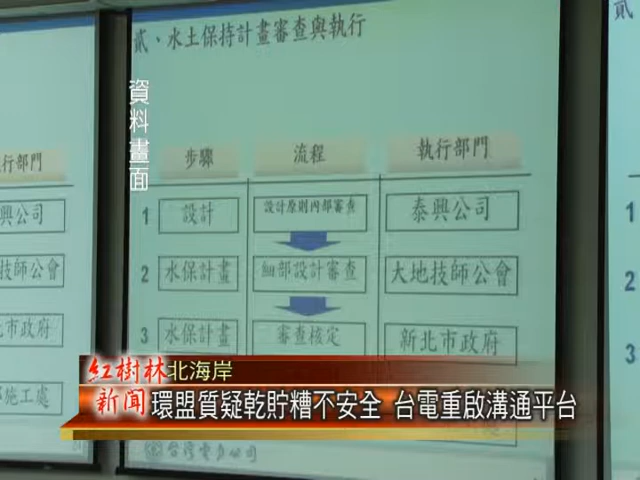 貳、水土保持計畫審查與執行
資料畫面
步驟
流程
執行部門
1
設計
設計原則內部審查
泰興公司
2
水保計畫
細部設計審查
大地技師公會
3
水保計畫
審查核定
新北市政府
行部門
興公司
技師公會
市政府
施工處
貳
1
2
3
紅樹林
新闻
北海岸
環盟質疑乾貯糟不安全 台電重啟溝通平台
台灣電力公司